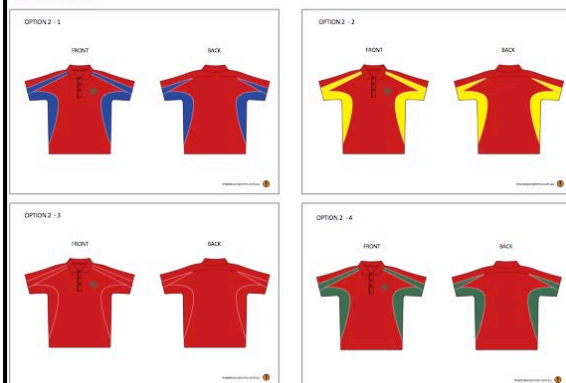 OPTION 2 - 1
FRONT
BACK
OPTION 2 - 2
FRONT
BACK
OPTION 2 - 3
FRONT
BACK
OPTION 2 - 4
FRONT
BACK